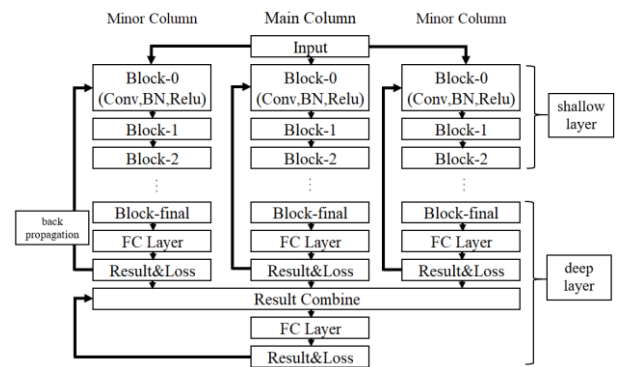 Minor Column
Main Column
Minor Column
Input
Block-0
(Conv,BN,Relu)
Block-0
(Conv,BN,Relu)
Block-0
(Conv,BN,Relu)
Block-1
Block-1
Block-1
Block-2
Block-2
Block-2
shallow
layer
Block-final
Block-final
Block-final
back
propagation
FC Layer
FC Layer
FC Layer
Result&Loss
Result&Loss
Result&Loss
deep
layer
Result Combine
FC Layer
Result&Loss